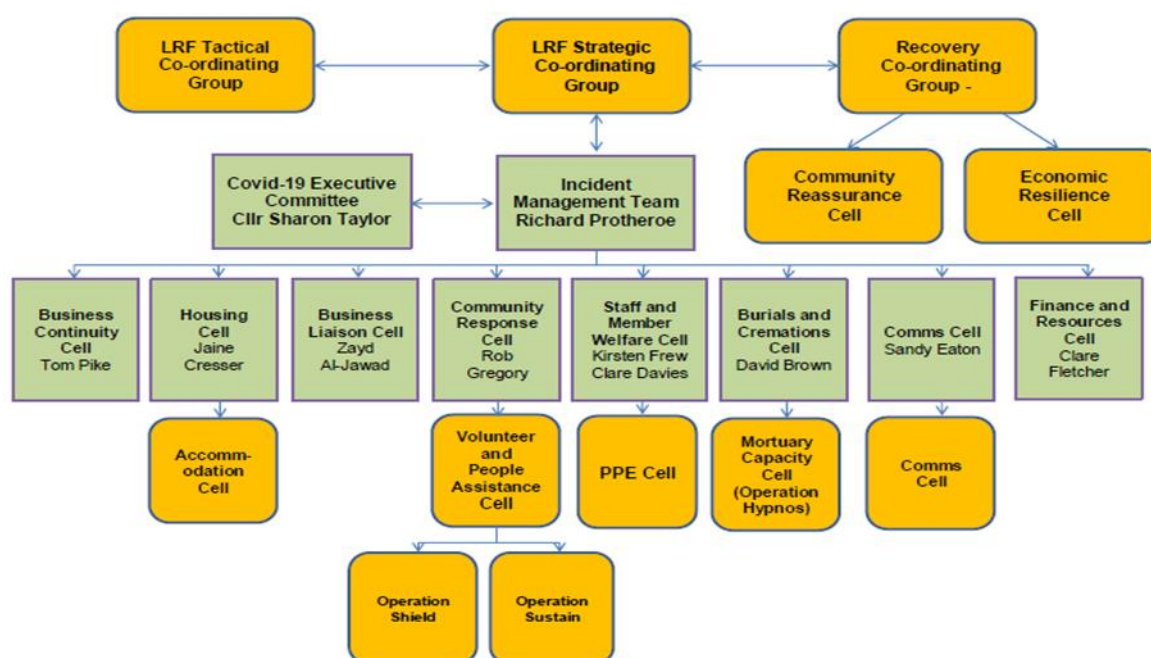 LRF Tactical
Co-ordinating
Group
LRF Strategic
Co-ordinating
Group
Recovery
Co-ordinating
Group -
Covid-19 Executive
Committee
Cllr Sharon Taylor
Incident
Management Team
Richard Protheroe
Community
Reassurance
Cell
Economic
Resilience
Cell
Business
Continuity
Cell
Tom Pike
Housing
Cell
Jaine
Cresser
Business
Liaison Cell
Zayd
Al-Jawad
Community
Response
Cell
Rob
Gregory
Staff and
Member
Welfare Cell
Kirsten Frew
Clare Davies
Burials and
Cremations
Cell
David Brown
Comms Cell
Sandy Eaton
Finance and
Resources
Cell
Clare
Fletcher
Accomm-
odation
Cell
Volunteer
and
People
Assistance
Cell
PPE Cell
Mortuary
Capacity
Cell
(Operation
Hypnos)
Comms
Cell
Operation
Shield
Operation
Sustain